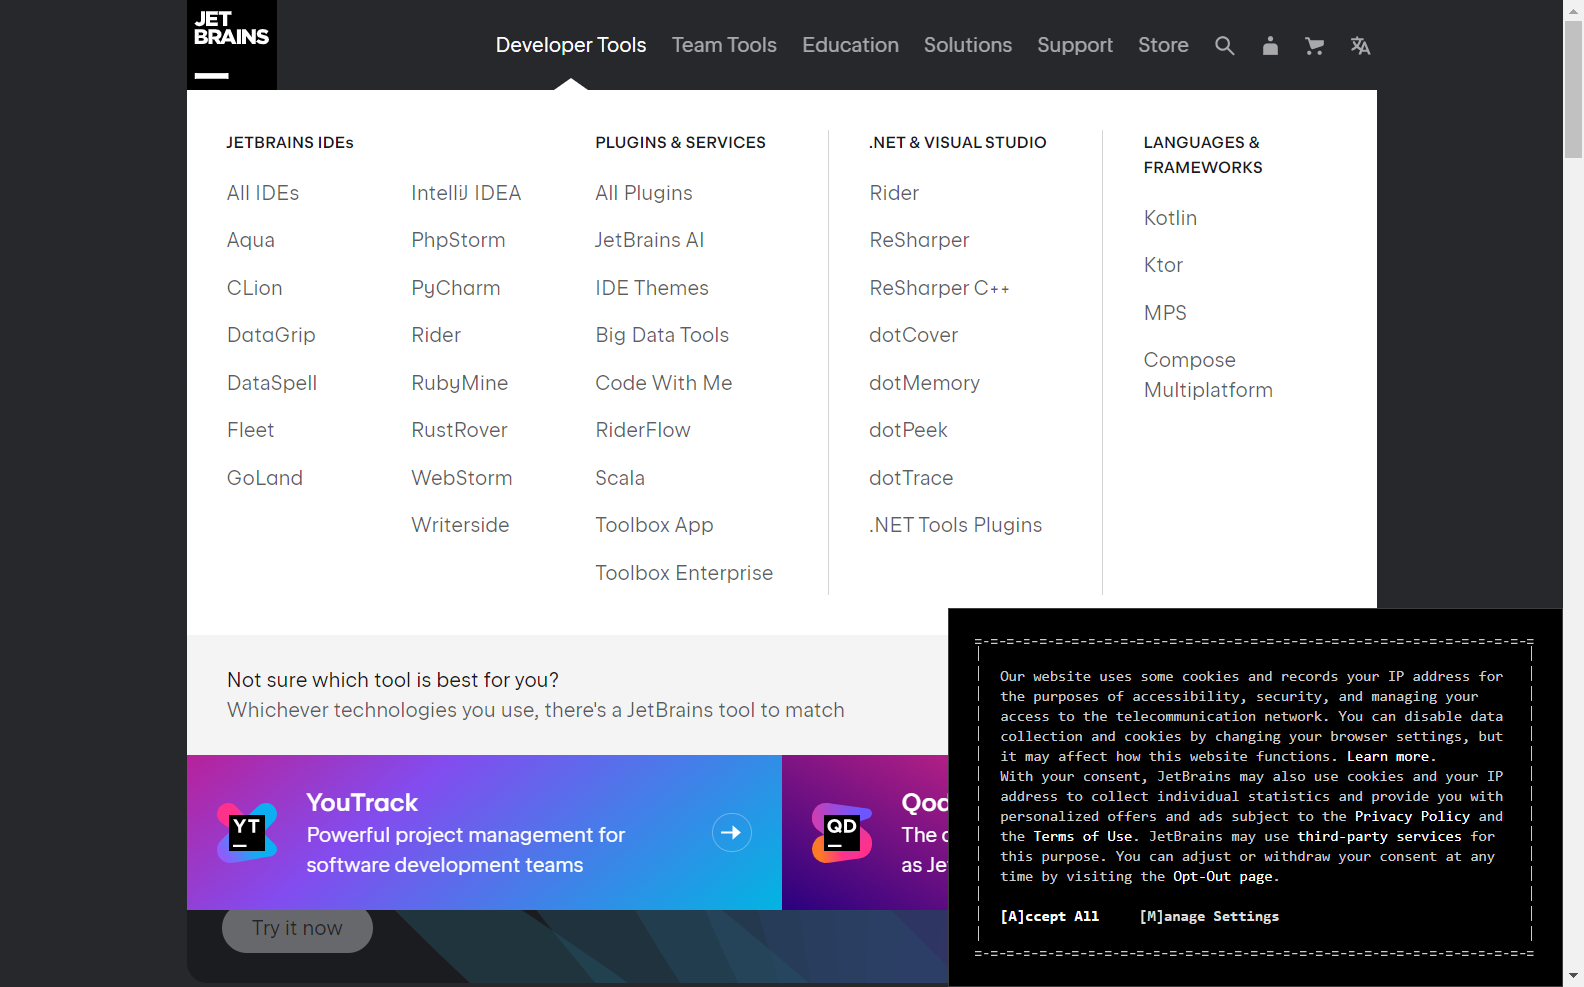 JET
BRAINS
Developer Tools
Team Tools
Education
Solutions
Support
Store
JETBRAINS IDEs
All IDEs
Aqua
CLion
DataGrip
DataSpell
Fleet
GoLand
IntelliJ IDEA
PhpStorm
PyCharm
Rider
RubyMine
RustRover
WebStorm
Writerside
PLUGINS & SERVICES
All Plugins
JetBrains AI
IDE Themes
Big Data Tools
Code With Me
RiderFlow
Scala
Toolbox App
Toolbox Enterprise
.NET & VISUAL STUDIO
Rider
ReSharper
ReSharper C++
dotCover
dotMemory
dotPeek
dotTrace
.NET Tools Plugins
LANGUAGES &
FRAMEWORKS
Kotlin
Ktor
MPS
Compose
Multiplatform
Not sure which tool is best for you?
Whichever technologies you use, there's a JetBrains tool to match
YT
YouTrack
Powerful project management for
software development teams
QD
Qod
The
as Je
Try it now
Our website uses some cookies and records your IP address for
the purposes of accessibility, security, and managing your
access to the telecommunication network. You can disable data
collection and cookies by changing your browser settings, but
it may affect how this website functions. Learn more.
With your consent, JetBrains may also use cookies and your IP
address to collect individual statistics and provide you with
personalized offers and ads subject to the Privacy Policy and
the Terms of Use. JetBrains may use third-party services for
this purpose. You can adjust or withdraw your consent at any
time by visiting the Opt-Out page.
[A]ccept All
[M]anage Settings